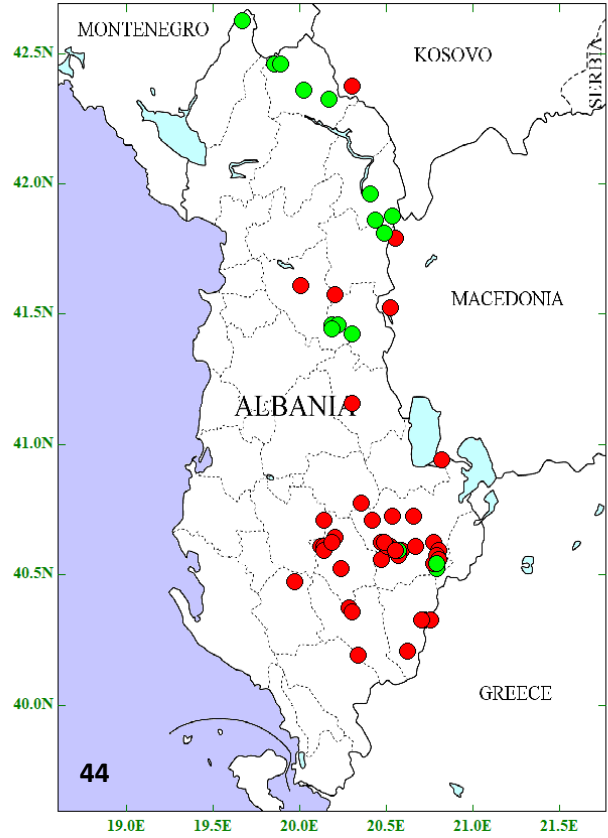 MONTENEGRO
KOSOVO
SERBIA
42.5N
42.0N
MACEDONIA
41.5N
ALBANIA
41.0N
40.5N
40.0N
GREECE
44
19.0E 19.5E 20.0E 20.5E 21.0E 21.5E